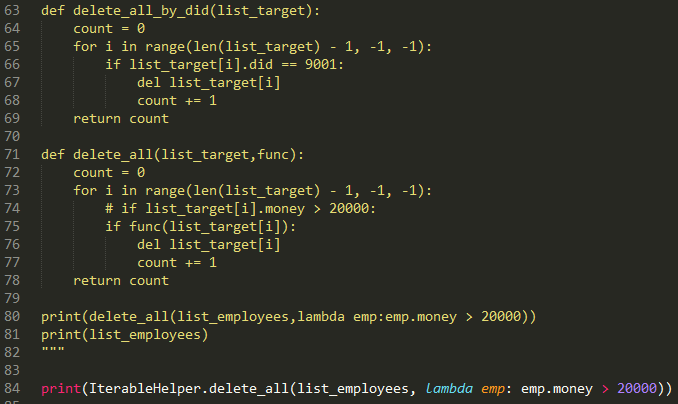 63 def delete_all_by_did(list_target):
64     count = 0
65     for i in range(len(list_target) - 1, -1, -1):
66         if list_target[i].did == 9001:
67             del list_target[i]
68             count += 1
69     return count
70
71 def delete_all(list_target,func):
72     count = 0
73     for i in range(len(list_target) - 1, -1, -1):
74         # if list_target[i].money > 20000:
75         if func(list_target[i]):
76             del list_target[i]
77             count += 1
78     return count
79
80 print(delete_all(list_employees,lambda emp:emp.money > 20000))
81 print(list_employees)
82 """
83
84 print(IterableHelper.delete_all(list_employees, lambda emp: emp.money > 20000))